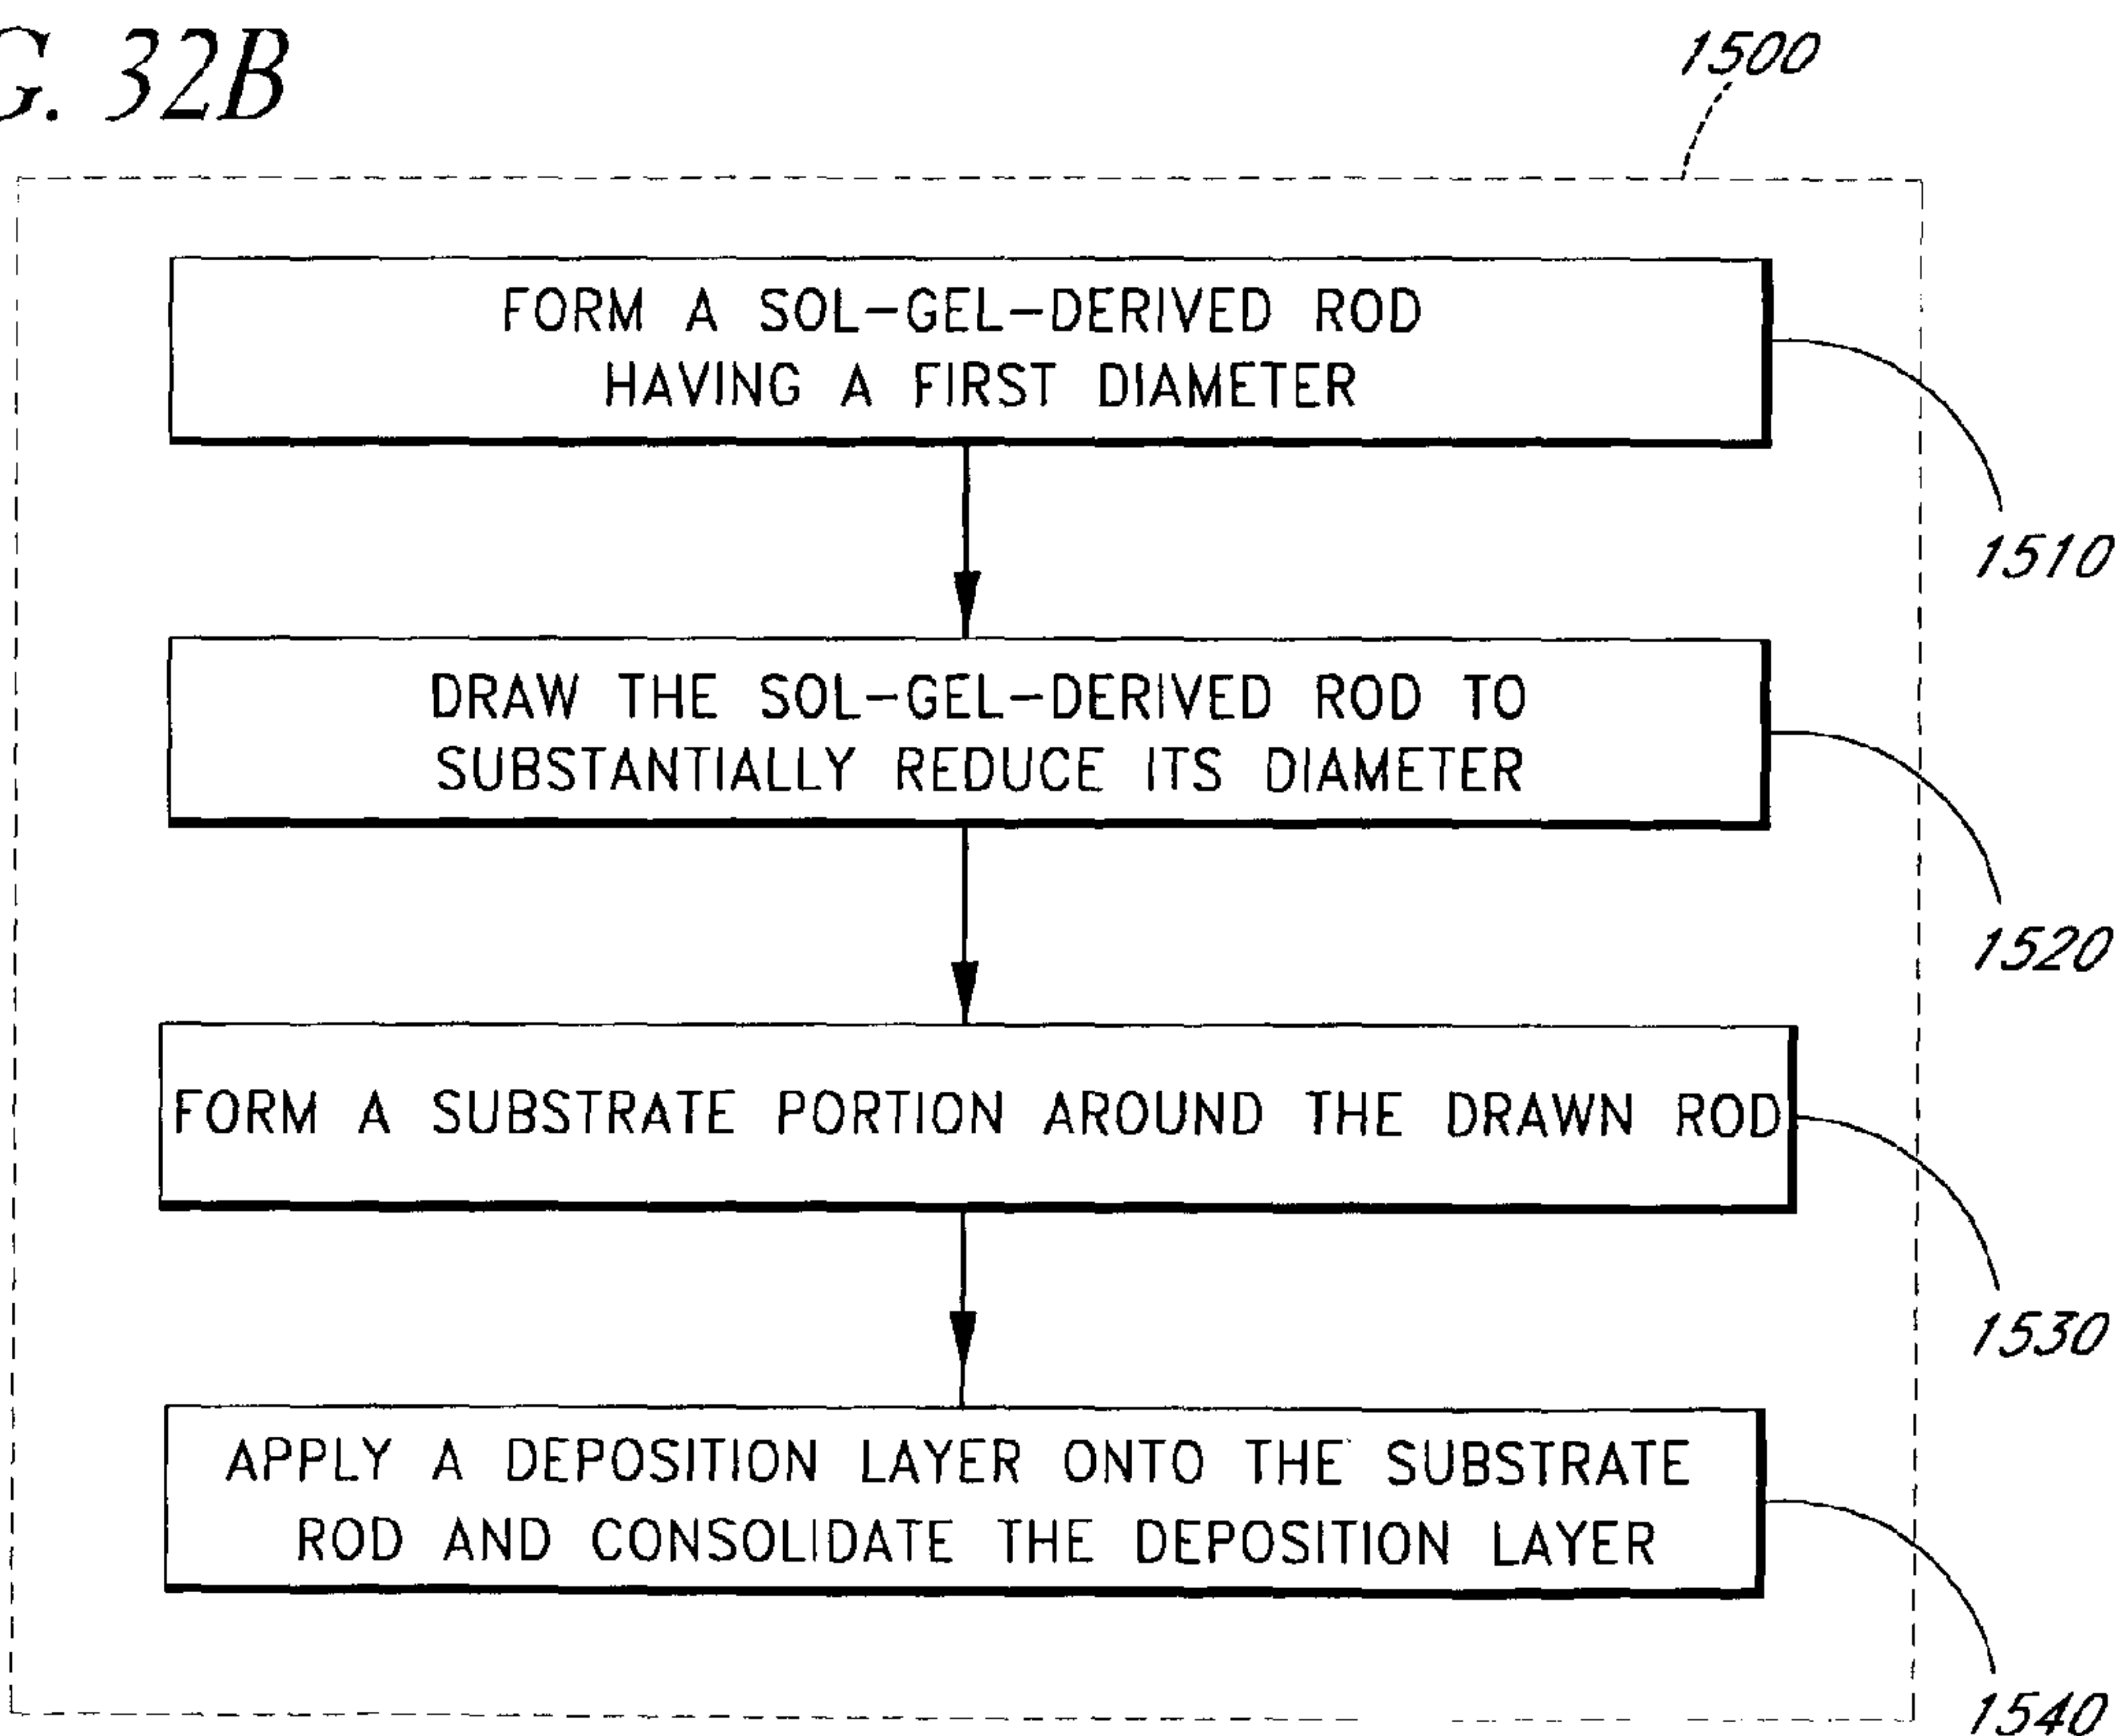 G. 32B
1500
FORM A SOL-GEL-DERIVED ROD
HAVING A FIRST DIAMETER
1510
DRAW THE SOL-GEL-DERIVED ROD TO
SUBSTANTIALLY REDUCE ITS DIAMETER
1520
FORM A SUBSTRATE PORTION AROUND THE DRAWN ROD
1530
APPLY A DEPOSITION LAYER ONTO THE SUBSTRATE
ROD AND CONSOLIDATE THE DEPOSITION LAYER
1540